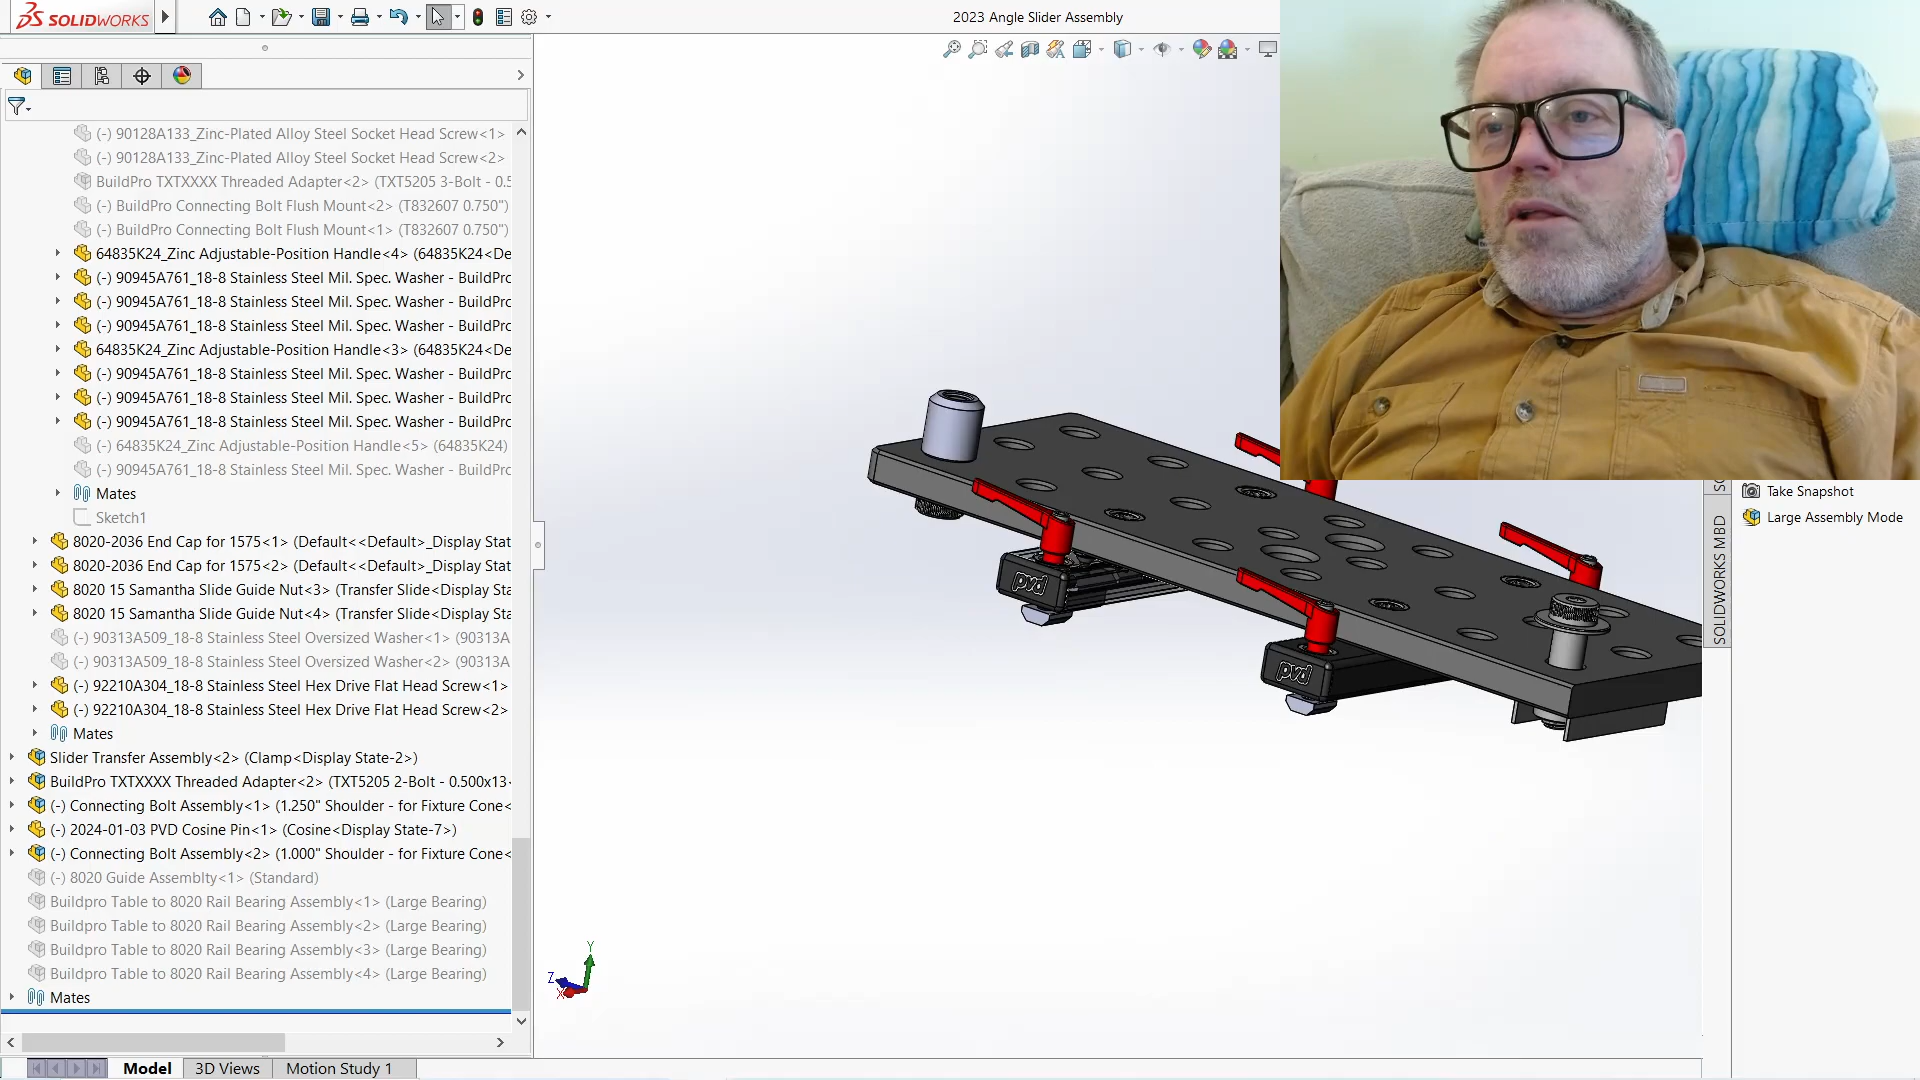 SOLIDWORKS
2023 Angle Slider Assembly
(-) 90128A133_Zinc-Plated Alloy Steel Socket Head Screw<1>
(-) 90128A133_Zinc-Plated Alloy Steel Socket Head Screw<2>
BuildPro TXTXXXX Threaded Adapter<2> (TXT5205 3-Bolt - 0.5
(-) BuildPro Connecting Bolt Flush Mount<2> (T832607 0.750")
(-) BuildPro Connecting Bolt Flush Mount<1> (T832607 0.750")
64835K24_Zinc Adjustable-Position Handle<4> (64835K24<De
(-) 90945A761_18-8 Stainless Steel Mil. Spec. Washer - BuildPro
(-) 90945A761_18-8 Stainless Steel Mil. Spec. Washer - BuildPro
(-) 90945A761_18-8 Stainless Steel Mil. Spec. Washer - BuildPro
64835K24_Zinc Adjustable-Position Handle<3> (64835K24<De
(-) 90945A761_18-8 Stainless Steel Mil. Spec. Washer - BuildPro
(-) 90945A761_18-8 Stainless Steel Mil. Spec. Washer - BuildPro
(-) 90945A761_18-8 Stainless Steel Mil. Spec. Washer - BuildPro
(-) 64835K24_Zinc Adjustable-Position Handle<5> (64835K24)
(-) 90945A761_18-8 Stainless Steel Mil. Spec. Washer - BuildPro
Mates
Sketch1
8020-2036 End Cap for 1575<1> (Default<<Default>_Display Stat
8020-2036 End Cap for 1575<2> (Default<<Default>_Display Stat
8020 15 Samantha Slide Guide Nut<3> (Transfer Slide<Display Sta
8020 15 Samantha Slide Guide Nut<4> (Transfer Slide<Display Sta
(-) 90313A509_18-8 Stainless Steel Oversized Washer<1> (90313A
(-) 90313A509_18-8 Stainless Steel Oversized Washer<2> (90313A
(-) 92210A304_18-8 Stainless Steel Hex Drive Flat Head Screw<1>
(-) 92210A304_18-8 Stainless Steel Hex Drive Flat Head Screw<2>
Mates
Slider Transfer Assembly<2> (Clamp<Display State-2>)
BuildPro TXTXXXX Threaded Adapter<2> (TXT5205 2-Bolt - 0.500x13-
(-) Connecting Bolt Assembly<1> (1.250" Shoulder - for Fixture Cone<
(-) 2024-01-03 PVD Cosine Pin<1> (Cosine<Display State-7>)
(-) Connecting Bolt Assembly<2> (1.000" Shoulder - for Fixture Cone<
(-) 8020 Guide Assemblty<1> (Standard)
Buildpro Table to 8020 Rail Bearing Assembly<1> (Large Bearing)
Buildpro Table to 8020 Rail Bearing Assembly<2> (Large Bearing)
Buildpro Table to 8020 Rail Bearing Assembly<3> (Large Bearing)
Buildpro Table to 8020 Rail Bearing Assembly<4> (Large Bearing)
Mates
Model
3D Views
Motion Study 1
pvd
pvd
Y
Z
X
Take Snapshot
Large Assembly Mode
SOLIDWORKS MBD